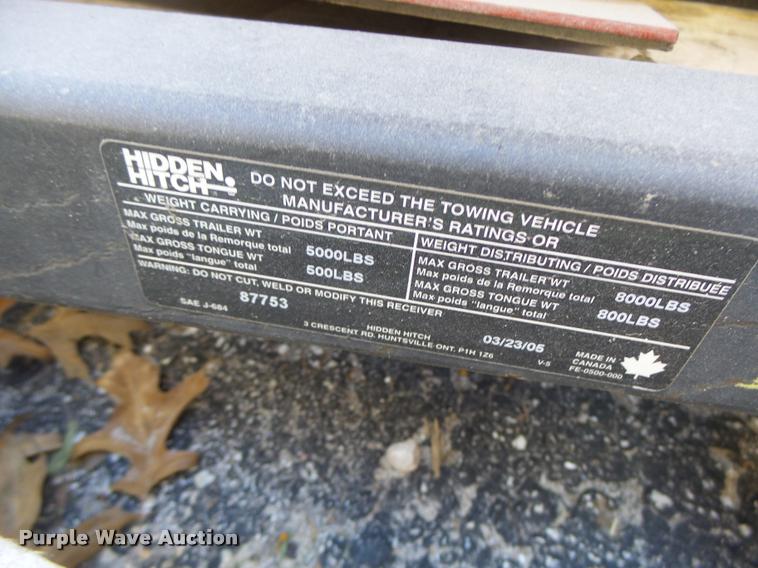 HIDDEN
HITCH
DO NOT EXCEED THE TOWING VEHICLE
MANUFACTURER'S RATINGS OR
WEIGHT CARRYING / POIDS PORTANT
MAX GROSS TRAILER WT
Max poids de la Remorque total 5000LBS
MAX GROSS TONGUE WT
Max poids "langue" total 500LBS
WEIGHT DISTRIBUTING / POIDS DISTRIBUÉE
MAX GROSS TRAILER WT
Max poids de la Remorque total 8000LBS
MAX GROSS TONGUE WT
Max poids "langue" total 800LBS
WARNING: DO NOT CUT, WELD OR MODIFY THIS RECEIVER
SAE J-684 87753
HIDDEN HITCH
3 CRESCENT RD. HUNTSVILLE ONT. P1H 1Z6
03/23/05
V-5
MADE IN
CANADA
FE-0500-000
Purple Wave Auction